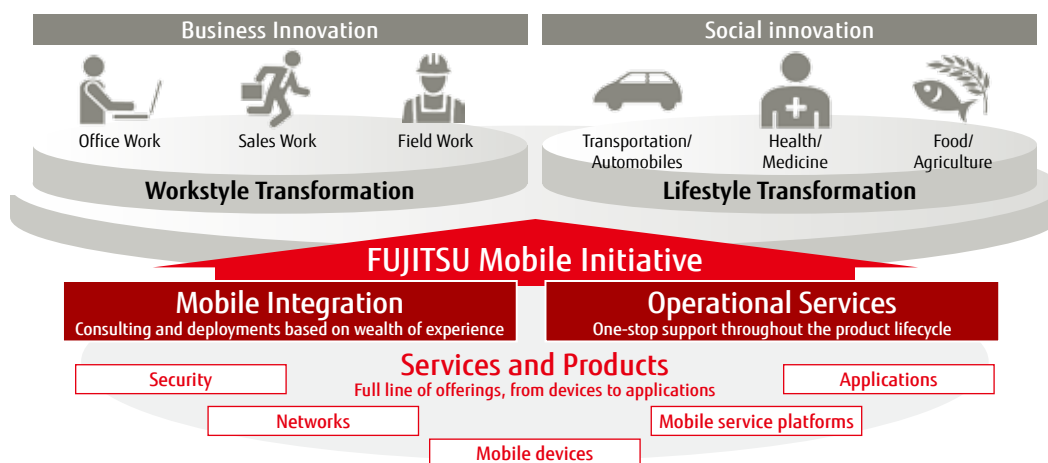 Business Innovation
Social innovation
Office Work
Sales Work
Field Work
Transportation/
Automobiles
Health/
Medicine
Food/
Agriculture
Workstyle Transformation
Lifestyle Transformation
FUJITSU Mobile Initiative
Mobile Integration
Consulting and deployments based on wealth of experience
Operational Services
One-stop support throughout the product lifecycle
Services and Products
Full line of offerings, from devices to applications
Security
Applications
Networks
Mobile service platforms
Mobile devices